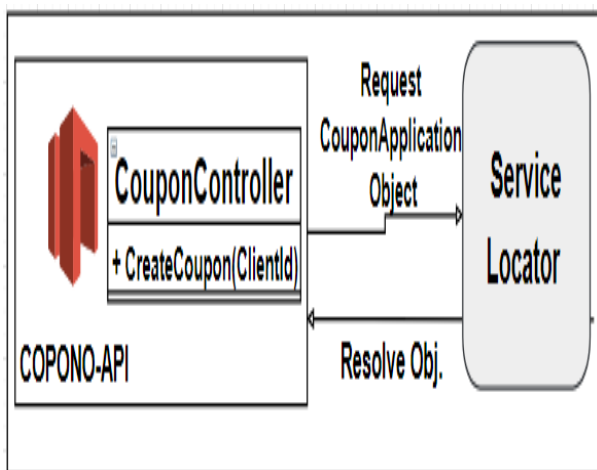 CouponController
+ CreateCoupon(ClientId)
COPONO-API
Request
CouponApplication
Object
Resolve Obj.
Service
Locator